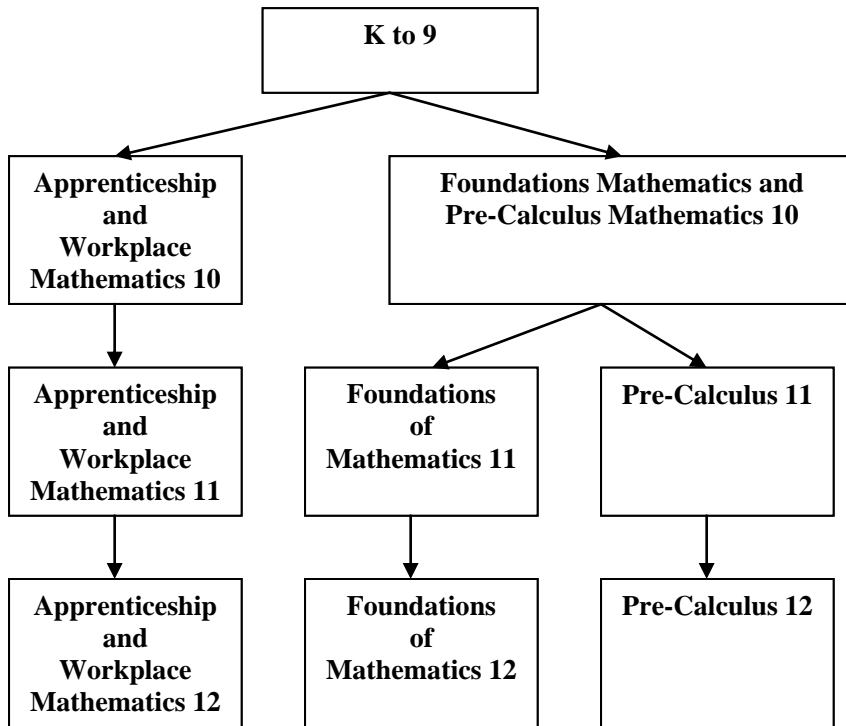 K to 9
Apprenticeship
and
Workplace
Mathematics 10
Foundations Mathematics and
Pre-Calculus Mathematics 10
Apprenticeship
and
Workplace
Mathematics 11
Foundations
of
Mathematics 11
Pre-Calculus 11
Apprenticeship
and
Workplace
Mathematics 12
Foundations
of
Mathematics 12
Pre-Calculus 12